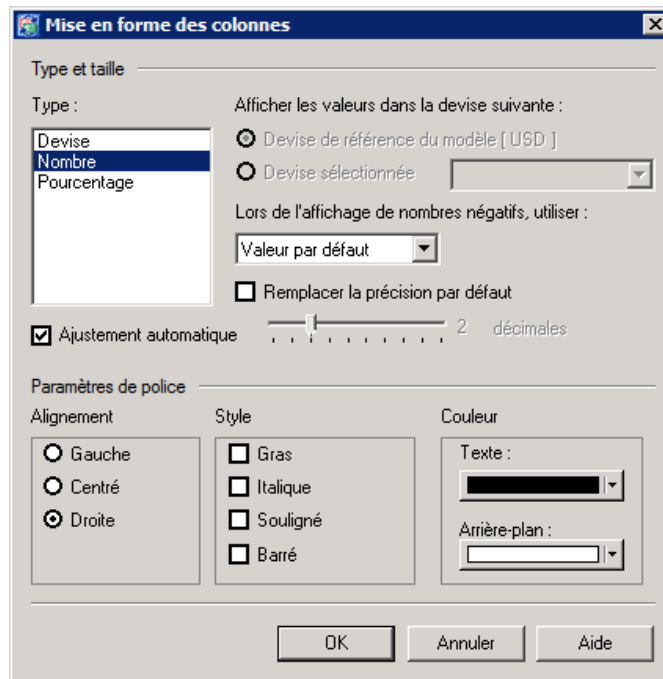 Mise en forme des colonnes
Type et taille
Type :
Devise
Nombre
Pourcentage
Afficher les valeurs dans la devise suivante :
Devise de référence du modèle [ USD ]
Devise sélectionnée
Lors de l'affichage de nombres négatifs, utiliser :
Valeur par défaut
Remplacer la précision par défaut
Ajustement automatique
2 décimales
Paramètres de police
Alignement
Gauche
Centré
Droite
Style
Gras
Italique
Souligné
Barré
Couleur
Texte :
Arrière-plan :
OK
Annuler
Aide